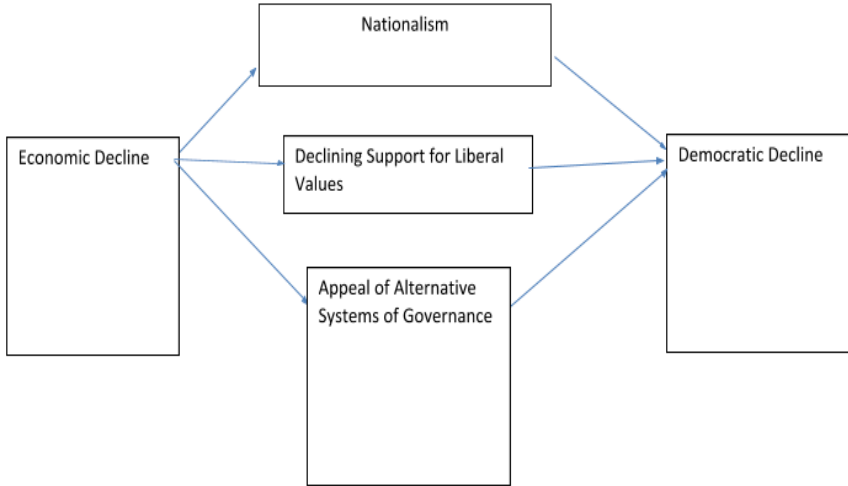 Nationalism
Economic Decline
Declining Support for Liberal
Values
Democratic Decline
Appeal of Alternative
Systems of Governance